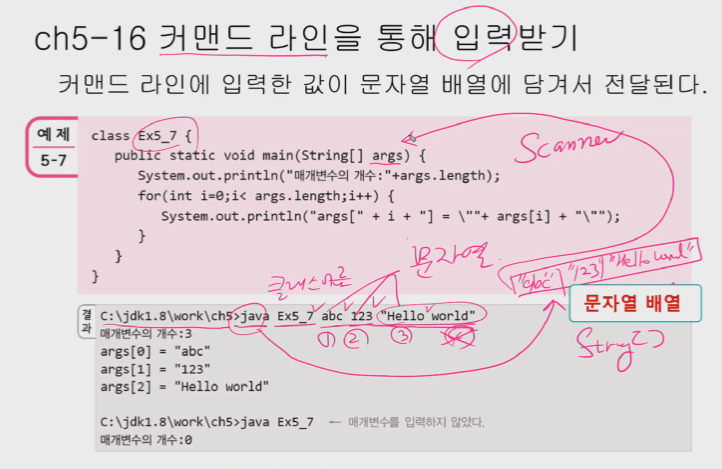 ch5-16 커맨드 라인을 통해 입력받기
커맨드 라인에 입력한 값이 문자열 배열에 담겨서 전달된다.
예제
5-7
class Ex5_7 {
public static void main(String[] args) {
System.out.println("매개변수의 개수:"+args.length);
for(int i=0;i< args.length;i++) {
System.out.println("args[" + i + "] = \""+ args[i] + "\"");
}
}
}
Scanner
클래스이름
문자열
"abc" "123" "Hello world"
문자열 배열
String[]
결과
C:\jdk1.8\work\ch5>java Ex5_7 abc 123 "Hello world"
① ② ③
매개변수의 개수:3
args[0] = "abc"
args[1] = "123"
args[2] = "Hello world"
C:\jdk1.8\work\ch5>java Ex5_7 ← 매개변수를 입력하지 않았다.
매개변수의 개수:0